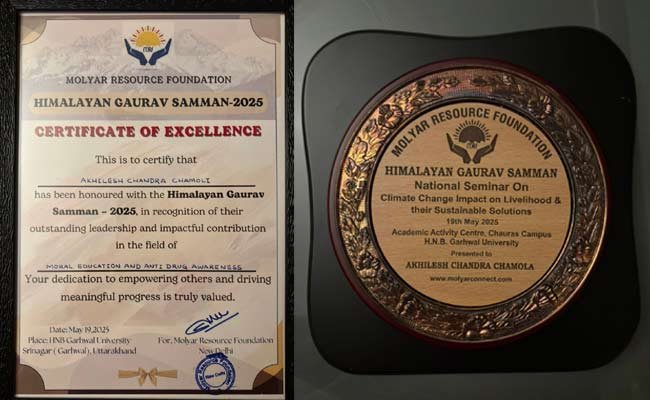 MOLYAR RESOURCE FOUNDATION
HIMALAYAN GAURAV SAMMAN-2025
CERTIFICATE OF EXCELLENCE
This is to certify that
AKHILESH CHANDRA CHAMOLI
has been honoured with the Himalayan Gaurav
Samman - 2025, in recognition of their
outstanding leadership and impactful contribution
in the field of
MORAL EDUCATION AND ANTI DRUG AWARENESS
Your dedication to empowering others and driving
meaningful progress is truly valued.
Date: May 19,2025
Place: HNB Garhwal University
Srinagar ( Garhwal), Uttarakhand
For, Molyar Resource Foundation
New Delhi
New Delhi
MOLYAR RESOURCE FOUNDATION
HIMALAYAN GAURAV SAMMAN
National Seminar On
Climate Change Impact on Livelihood &
their Sustainable Solutions
19th May 2025
Academic Activity Centre, Chauras Campus
H.N.B. Garhwal University
Presented to
AKHILESH CHANDRA CHAMOLA
www.molyarconnect.com